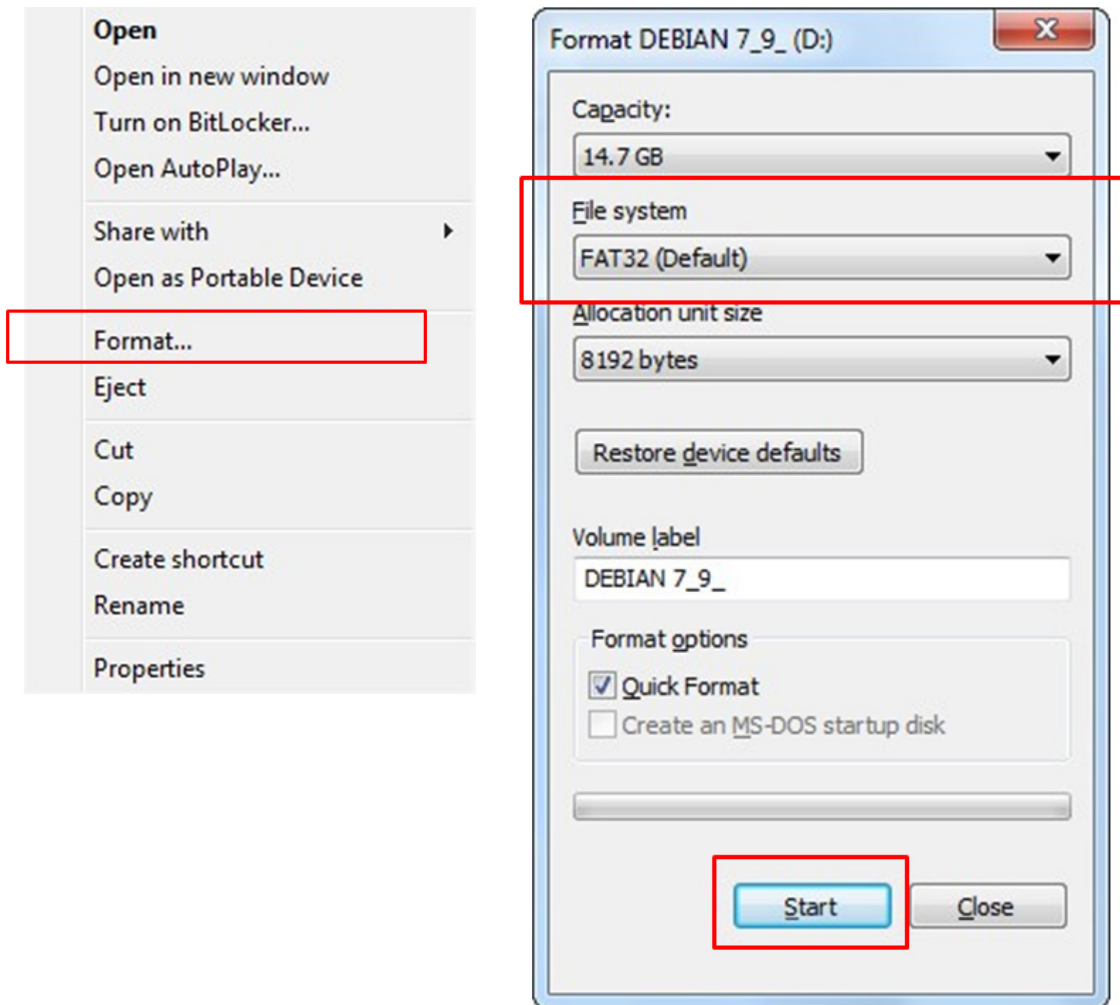 Open
Open in new window
Turn on BitLocker...
Open AutoPlay...
Share with
Open as Portable Device
Format...
Eject
Cut
Copy
Create shortcut
Rename
Properties
Format DEBIAN 7_9_ (D:)
Capacity:
14.7 GB
File system
FAT32 (Default)
Allocation unit size
8192 bytes
Restore device defaults
Volume label
DEBIAN 7_9_
Format options
Quick Format
Create an MS-DOS startup disk
Start Close